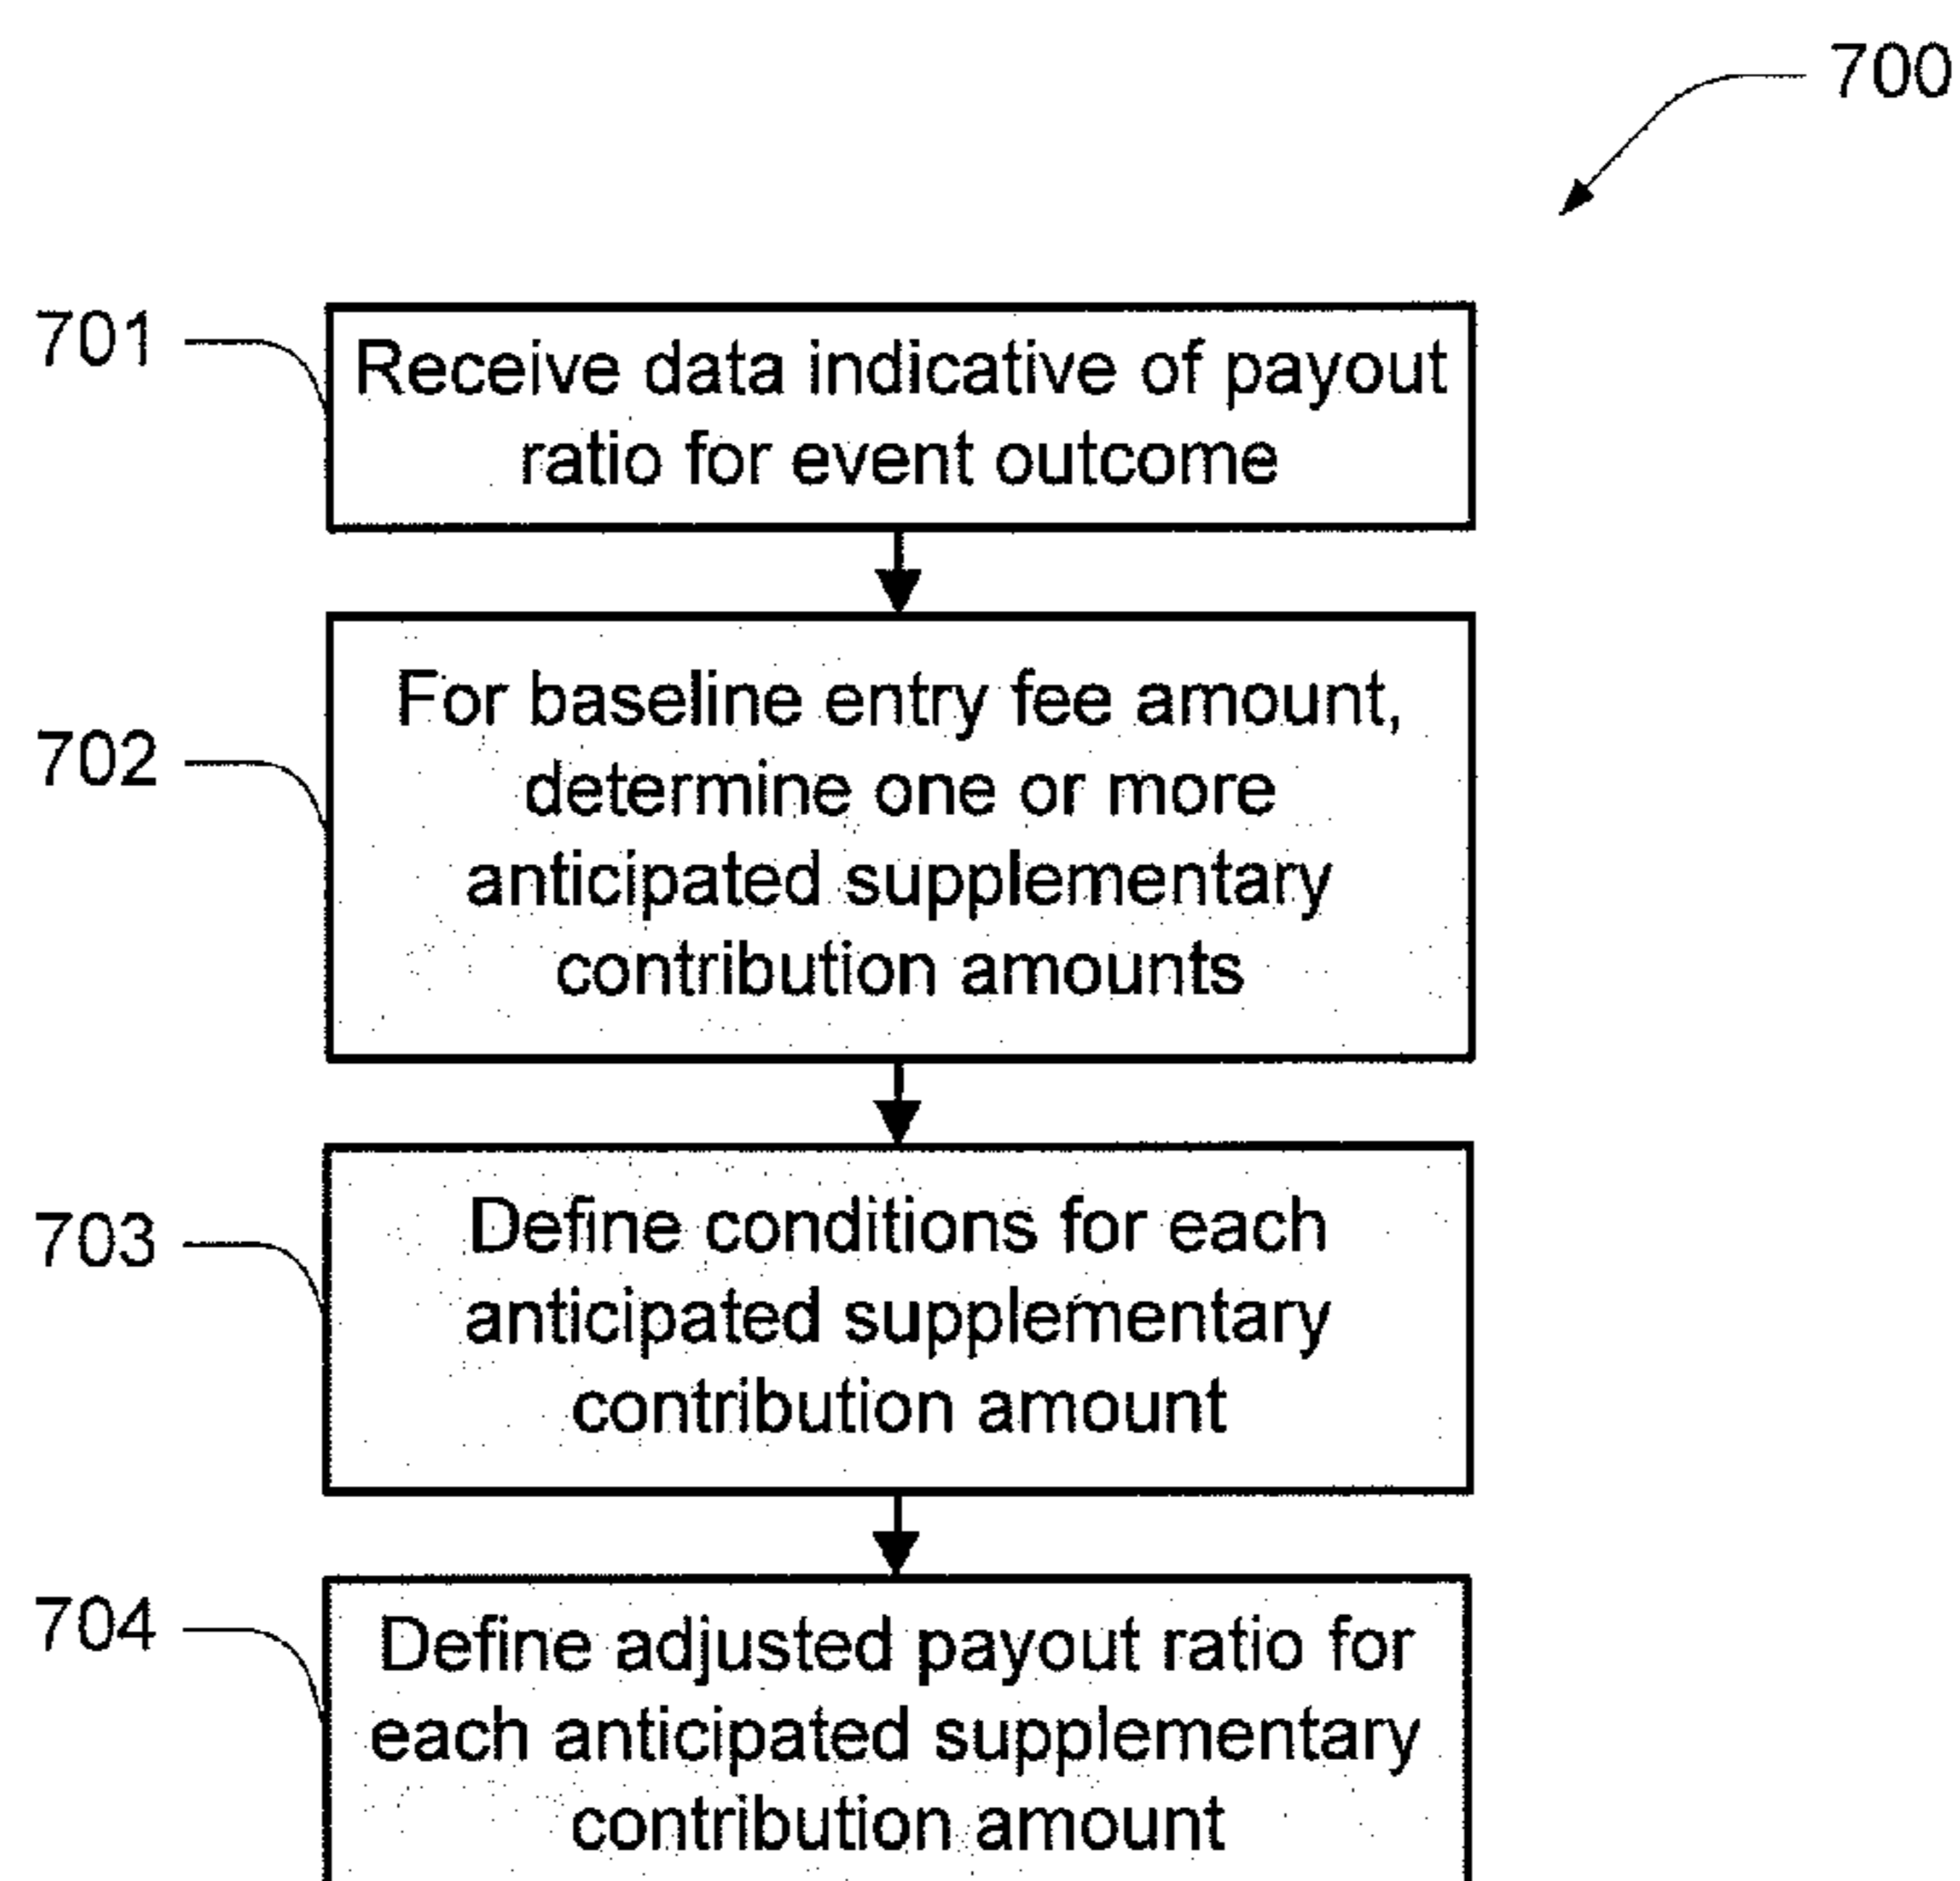 700
701
Receive data indicative of payout
ratio for event outcome
702
For baseline entry fee amount,
determine one or more
anticipated supplementary
contribution amounts
703
Define conditions for each
anticipated supplementary
contribution amount
704
Define adjusted payout ratio for
each anticipated supplementary
contribution amount